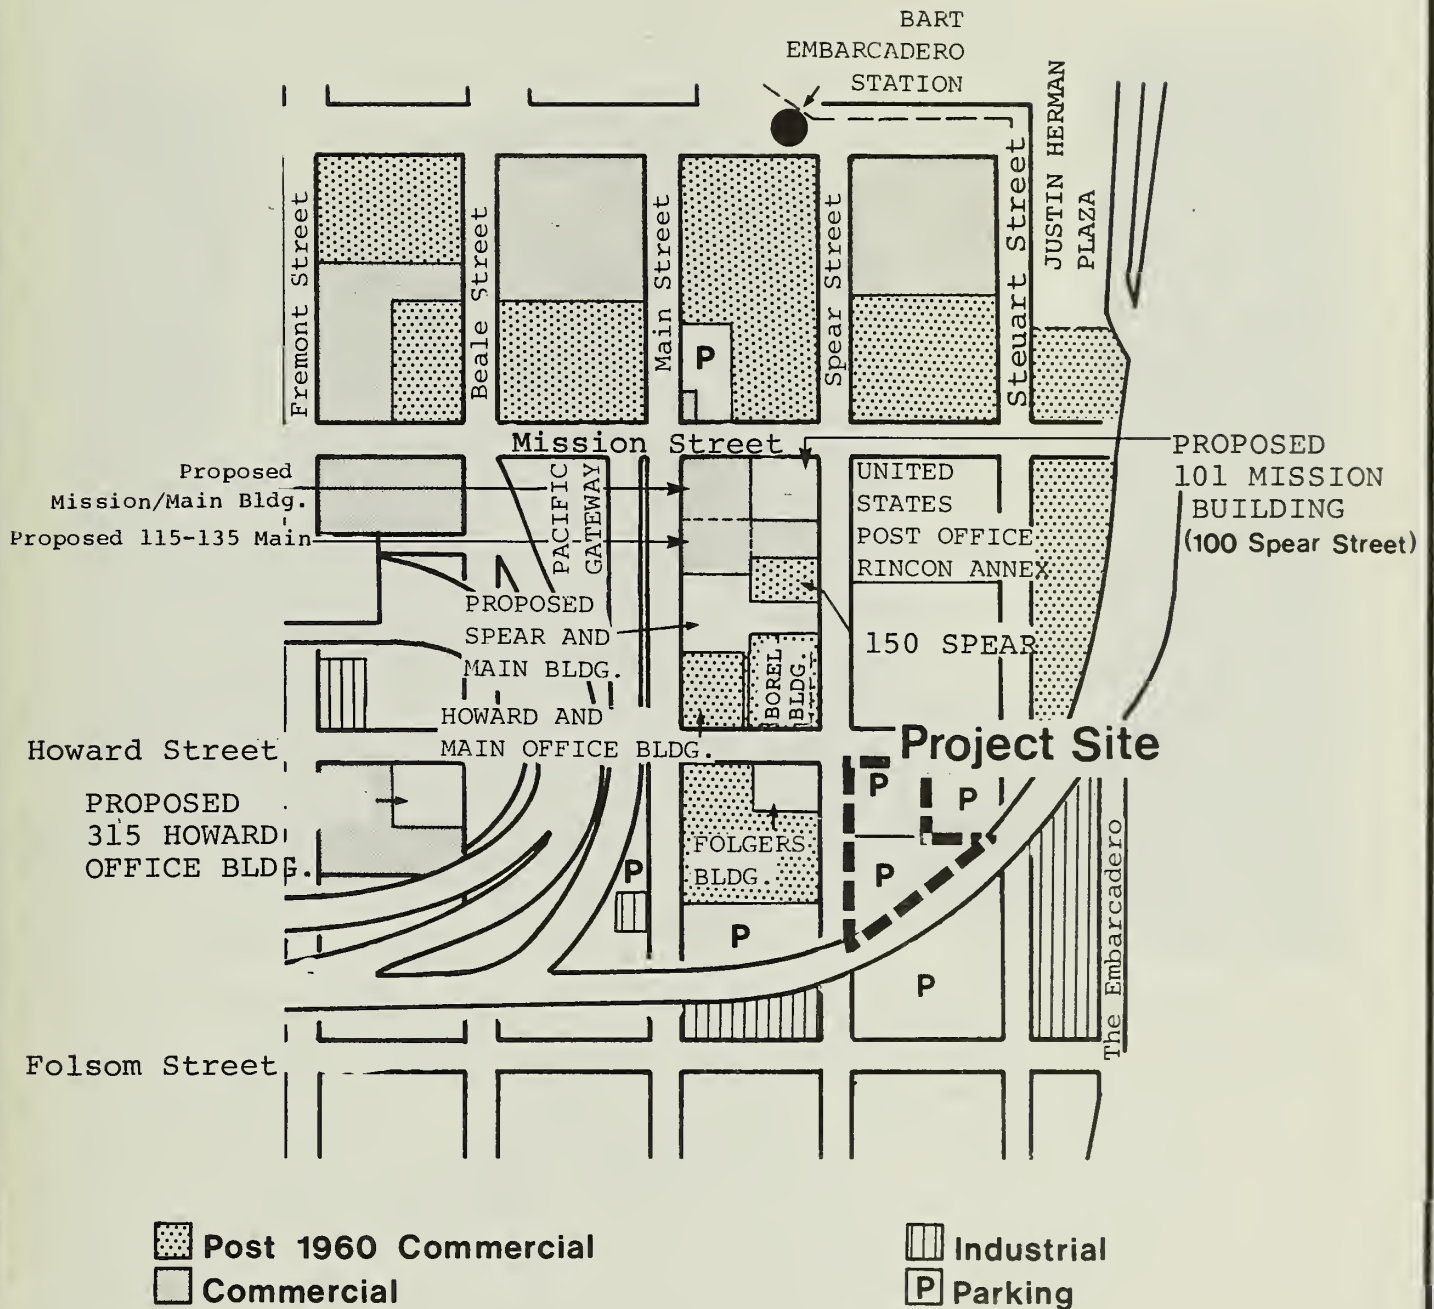 BART
EMBARCADERO
STATION
JUSTIN HERMAN
PLAZA
Fremont Street
Beale Street
Main Street
Spear Street
Steuart Street
P
Mission Street
Proposed
Mission/Main Bldg.
Proposed 115-135 Main
PACIFIC
GATEWAY
UNITED
STATES
POST OFFICE
RINCON ANNEX
PROPOSED
101 MISSION
BUILDING
(100 Spear Street)
PROPOSED
SPEAR AND
MAIN BLDG.
150 SPEAR
BOREL
BLDG.
HOWARD AND
MAIN OFFICE BLDG.
Howard Street
Project Site
PROPOSED
315 HOWARD
OFFICE BLDG.
P
P
FOLGERS
BLDG.
P
P
P
P
The Embarcadero
Folsom Street
Post 1960 Commercial
Industrial
Commercial
P Parking